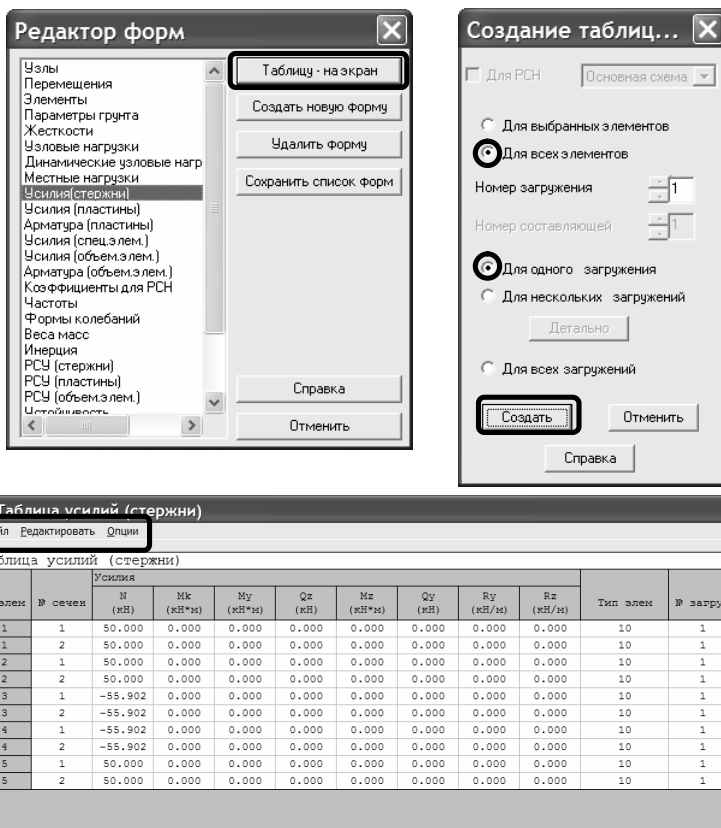 Редактор форм
Узлы
Перемещения
Элементы
Параметры грунта
Жесткости
Узловые нагрузки
Динамические узловые нагр
Местные нагрузки
Усилия(стержни)
Усилия (пластины)
Арматура (пластины)
Усилия (спец.элем.)
Усилия (объем.элем.)
Арматура (объем.элем.)
Коэффициенты для РСН
Частоты
Формы колебаний
Веса масс
Инерция
РСУ (стержни)
РСУ (пластины)
РСУ (объем.элем.)
Устойчивость
Таблицу - на экран
Создать новую форму
Удалить форму
Сохранить список форм
Справка
Отменить
Создание таблиц...
Для РСН Основная схема
Для выбранных элементов
Для всех элементов
Номер загружения 1
Номер составляющей 1
Для одного загружения
Для нескольких загружений
Детально
Для всех загружений
Создать Отменить
Справка
Таблица усилий (стержни)
йл Редактировать Опции
блица усилий (стержни)
Усилия
элем № сечен N Mk My Qz Mz Qy Ry Rz Тип элем № загру
(кН) (кН*м) (кН*м) (кН) (кН*м) (кН) (кН/м) (кН/м)
1 1 50.000 0.000 0.000 0.000 0.000 0.000 0.000 0.000 10 1
1 2 50.000 0.000 0.000 0.000 0.000 0.000 0.000 0.000 10 1
2 1 50.000 0.000 0.000 0.000 0.000 0.000 0.000 0.000 10 1
2 2 50.000 0.000 0.000 0.000 0.000 0.000 0.000 0.000 10 1
3 1 -55.902 0.000 0.000 0.000 0.000 0.000 0.000 0.000 10 1
3 2 -55.902 0.000 0.000 0.000 0.000 0.000 0.000 0.000 10 1
4 1 -55.902 0.000 0.000 0.000 0.000 0.000 0.000 0.000 10 1
4 2 -55.902 0.000 0.000 0.000 0.000 0.000 0.000 0.000 10 1
5 1 50.000 0.000 0.000 0.000 0.000 0.000 0.000 0.000 10 1
5 2 50.000 0.000 0.000 0.000 0.000 0.000 0.000 0.000 10 1